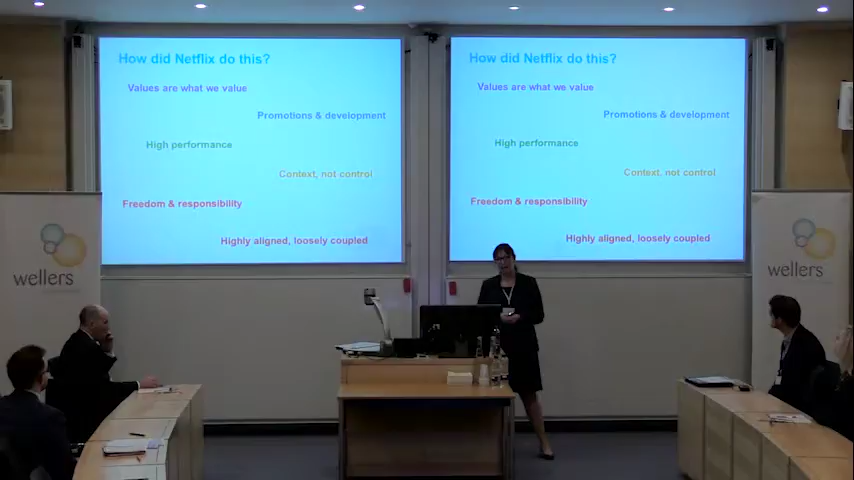 How did Netflix do this?
Values are what we value
Promotions & development
High performance
Context, not control
Freedom & responsibility
Highly aligned, loosely coupled
How did Netflix do this?
Values are what we value
Promotions & development
High performance
Context, not control
Freedom & responsibility
Highly aligned, loosely coupled
wellers
wellers